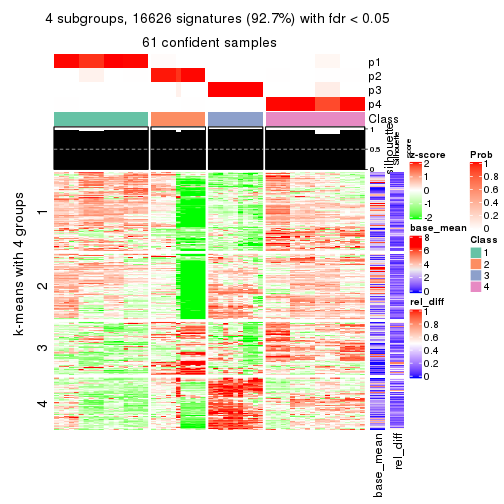 4 subgroups, 16626 signatures (92.7%) with fdr < 0.05
61 confident samples
p1
p2
p3
p4
Class
1
0.5
0
silhouette
Silhouette
score
k-means with 4 groups
1
2
3
4
base_mean
rel_diff
z-score
2
1
0
-1
-2
base_mean
8
6
4
2
0
rel_diff
1
0.8
0.6
0.4
0.2
0
Prob
1
0.8
0.6
0.4
0.2
0
Class
1
2
3
4